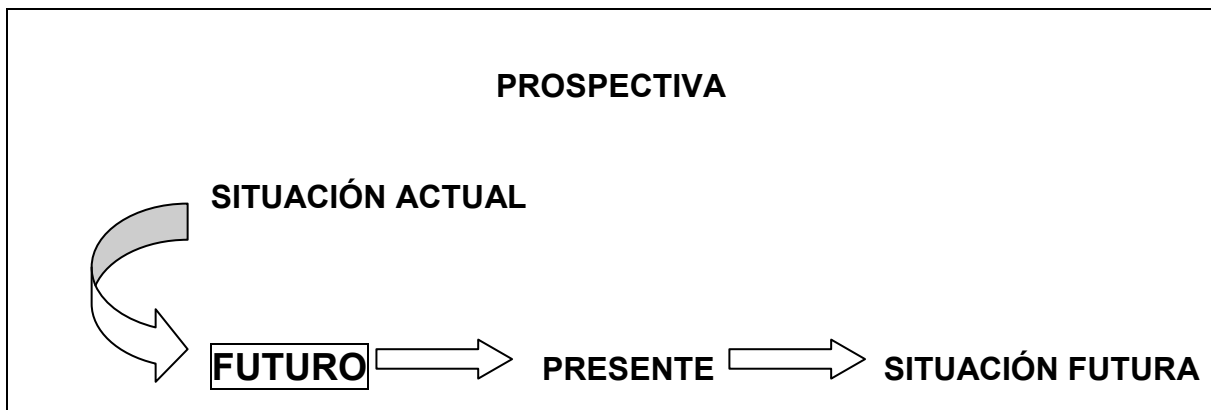 PROSPECTIVA
SITUACIÓN ACTUAL
FUTURO PRESENTE SITUACIÓN FUTURA